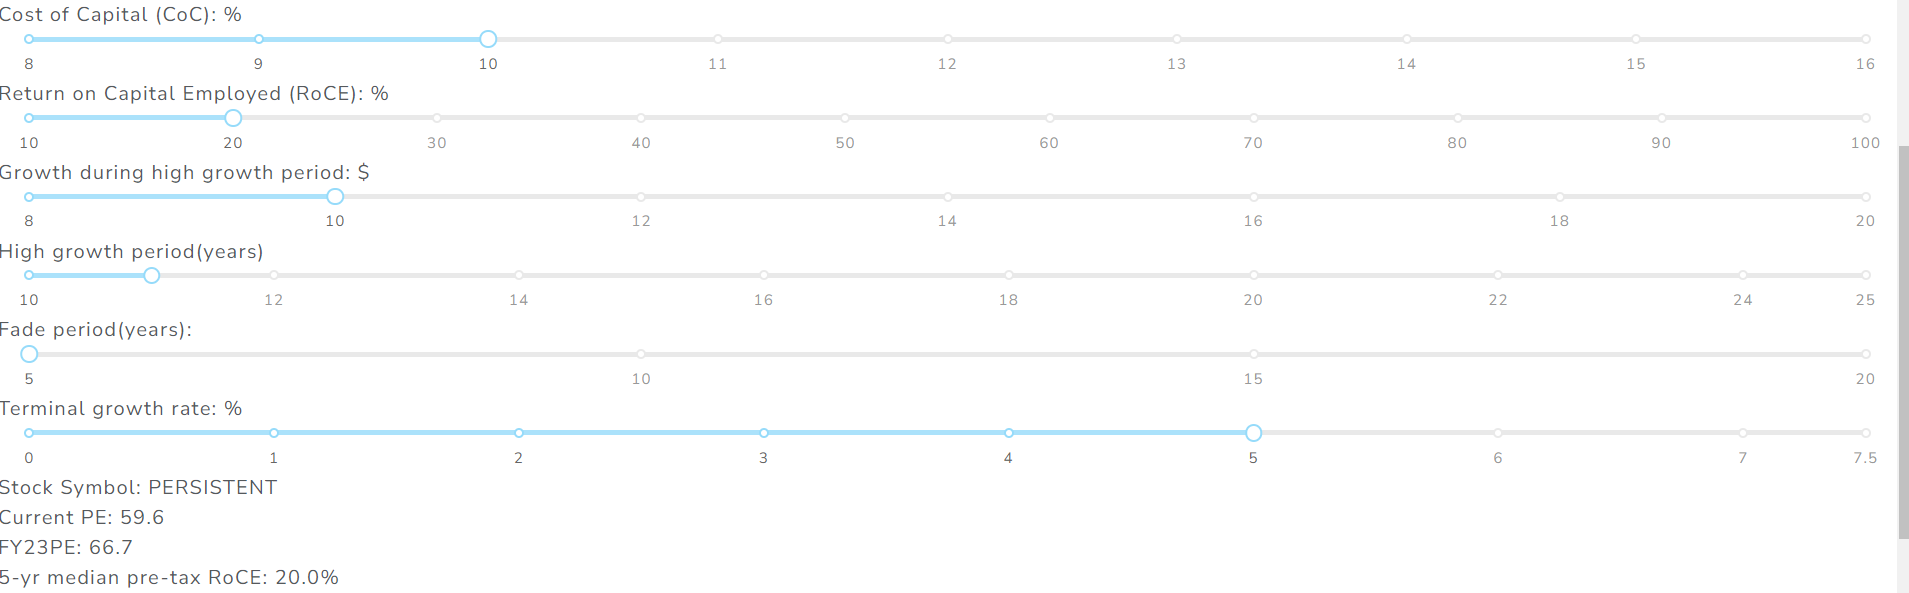 Cost of Capital (CoC): %
8 9 10 11 12 13 14 15 16
Return on Capital Employed (RoCE): %
10 20 30 40 50 60 70 80 90 100
Growth during high growth period: $
8 10 12 14 16 18 20
High growth period(years)
10 12 14 16 18 20 22 24 25
Fade period(years):
5 10 15 20
Terminal growth rate: %
0 1 2 3 4 5 6 7 7.5
Stock Symbol: PERSISTENT
Current PE: 59.6
FY23PE: 66.7
5-yr median pre-tax RoCE: 20.0%